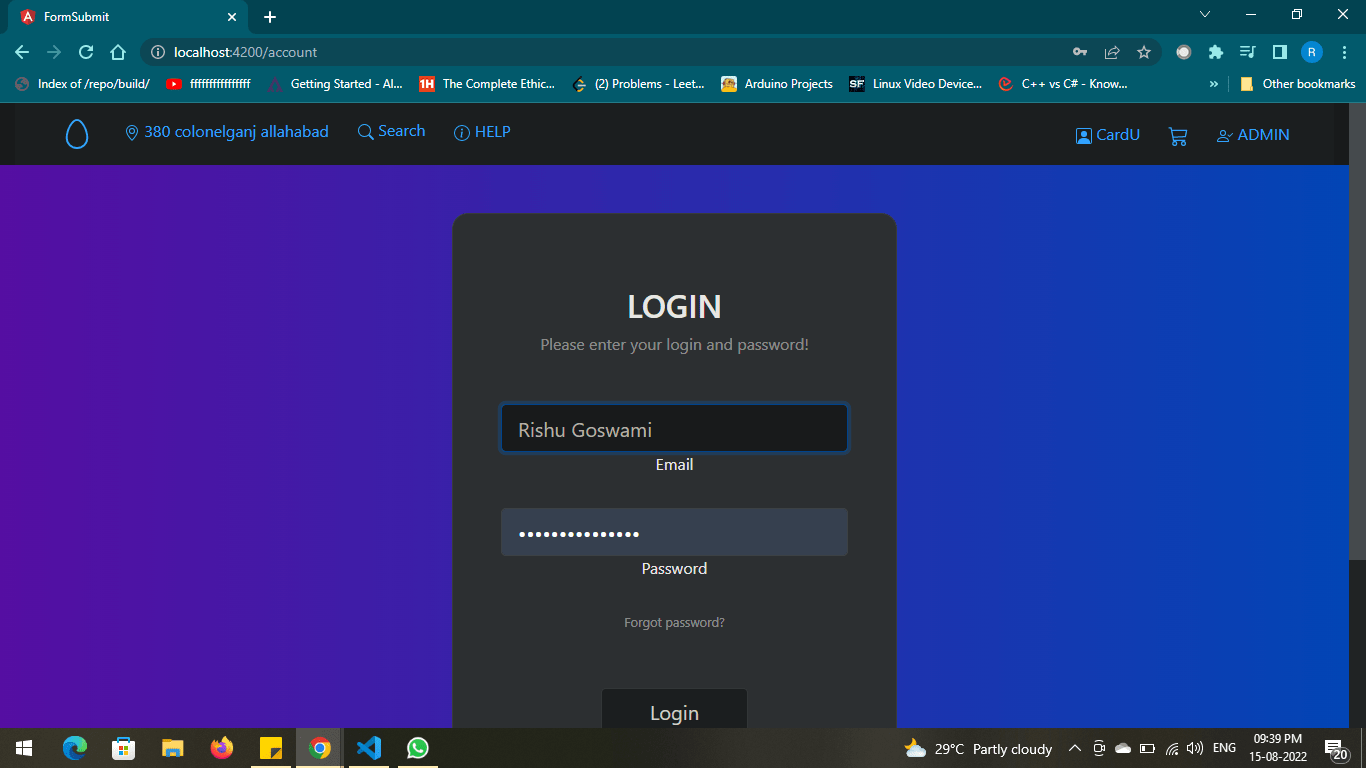 FormSubmit
localhost:4200/account
R
Index of /repo/build/
ffffffffffffffff
Getting Started - Al...
1H
The Complete Ethic...
(2) Problems - Leet...
Arduino Projects
SF
Linux Video Device...
C++ vs C# - Know...
»
Other bookmarks
380 colonelganj allahabad
Search
HELP
CardU
ADMIN
LOGIN
Please enter your login and password!
Rishu Goswami
Email
•••••••••••••••
Password
Forgot password?
Login
29°C Partly cloudy
ENG
09:39 PM
15-08-2022
20